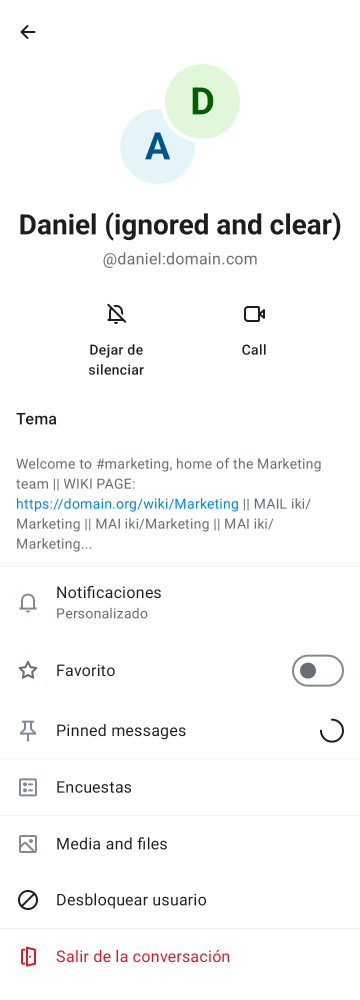 D
A
Daniel (ignored and clear)
@daniel:domain.com
Dejar de
silenciar
Call
Tema
Welcome to #marketing, home of the Marketing
team || WIKI PAGE:
https://domain.org/wiki/Marketing || MAIL iki/
Marketing || MAI iki/Marketing || MAI iki/
Marketing...
Notificaciones
Personalizado
Favorito
Pinned messages
Encuestas
Media and files
Desbloquear usuario
Salir de la conversación